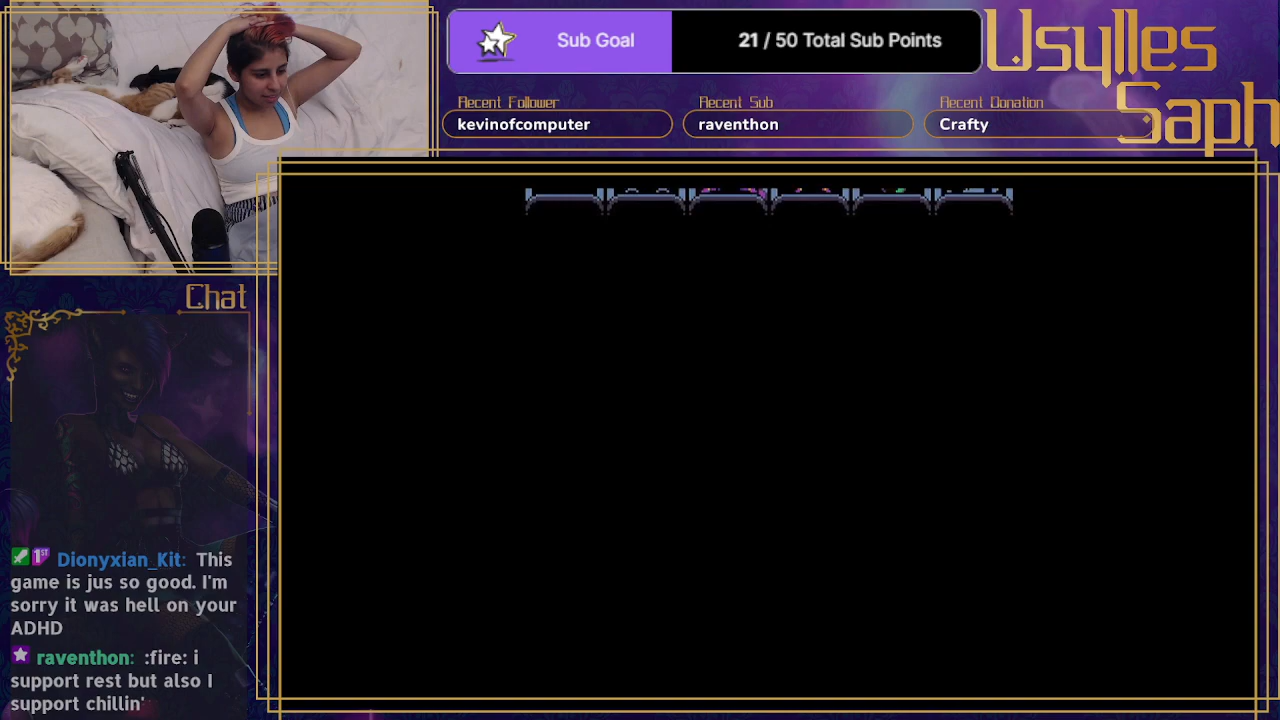 Sub Goal
21 / 50 Total Sub Points
Usylles
Saph
Recent Follower
Recent Sub
Recent Donation
kevinofcomputer
raventhon
Crafty
Chat
1ST Dionyxian_Kit: This
game is jus so good. I'm
sorry it was hell on your
ADHD
raventhon: :fire: i
support rest but also I
support chillin'